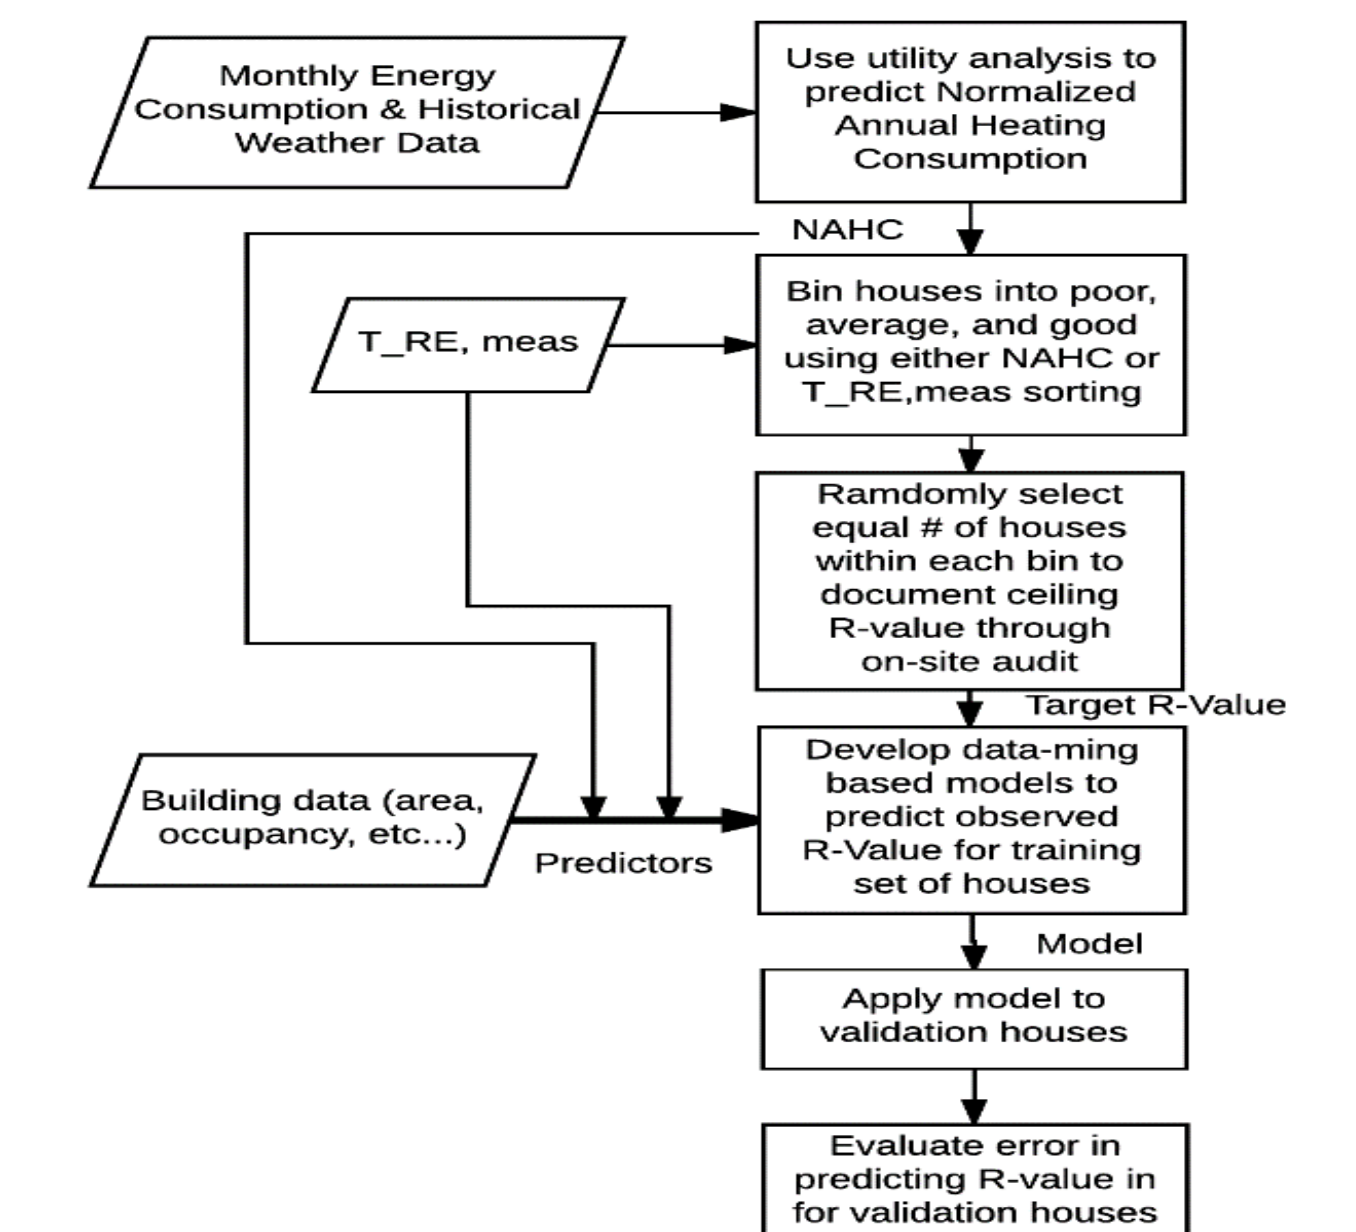 Monthly Energy
Consumption & Historical
Weather Data
Use utility analysis to
predict Normalized
Annual Heating
Consumption
NAHC
T_RE, meas
Bin houses into poor,
average, and good
using either NAHC or
T_RE,meas sorting
Ramdomly select
equal # of houses
within each bin to
document ceiling
R-value through
on-site audit
Target R-Value
Building data (area,
occupancy, etc...)
Predictors
Develop data-ming
based models to
predict observed
R-Value for training
set of houses
Model
Apply model to
validation houses
Evaluate error in
predicting R-value in
for validation houses